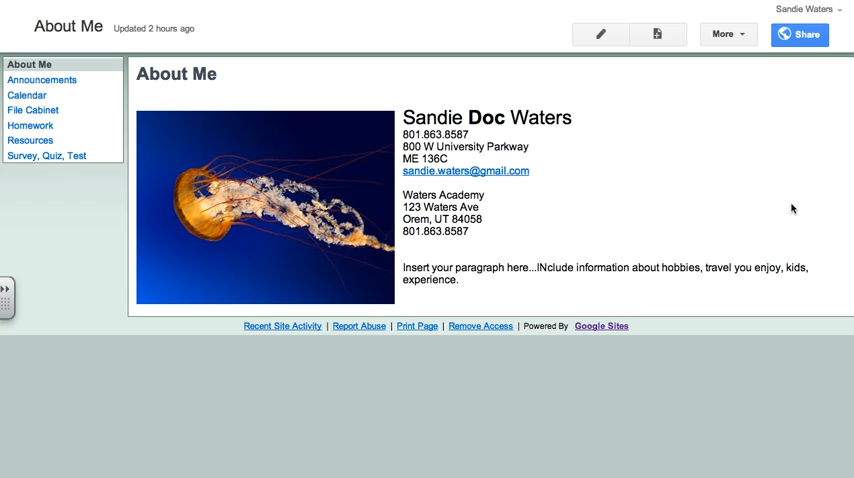 Sandie Waters
About Me Updated 2 hours ago
More
Share
About Me
Announcements
Calendar
File Cabinet
Homework
Resources
Survey, Quiz, Test
About Me
Sandie Doc Waters
801.863.8587
800 W University Parkway
ME 136C
sandie.waters@gmail.com
Waters Academy
123 Waters Ave
Orem, UT 84058
801.863.8587
Insert your paragraph here...INclude information about hobbies, travel you enjoy, kids,
experience.
Recent Site Activity | Report Abuse | Print Page | Remove Access | Powered By Google Sites